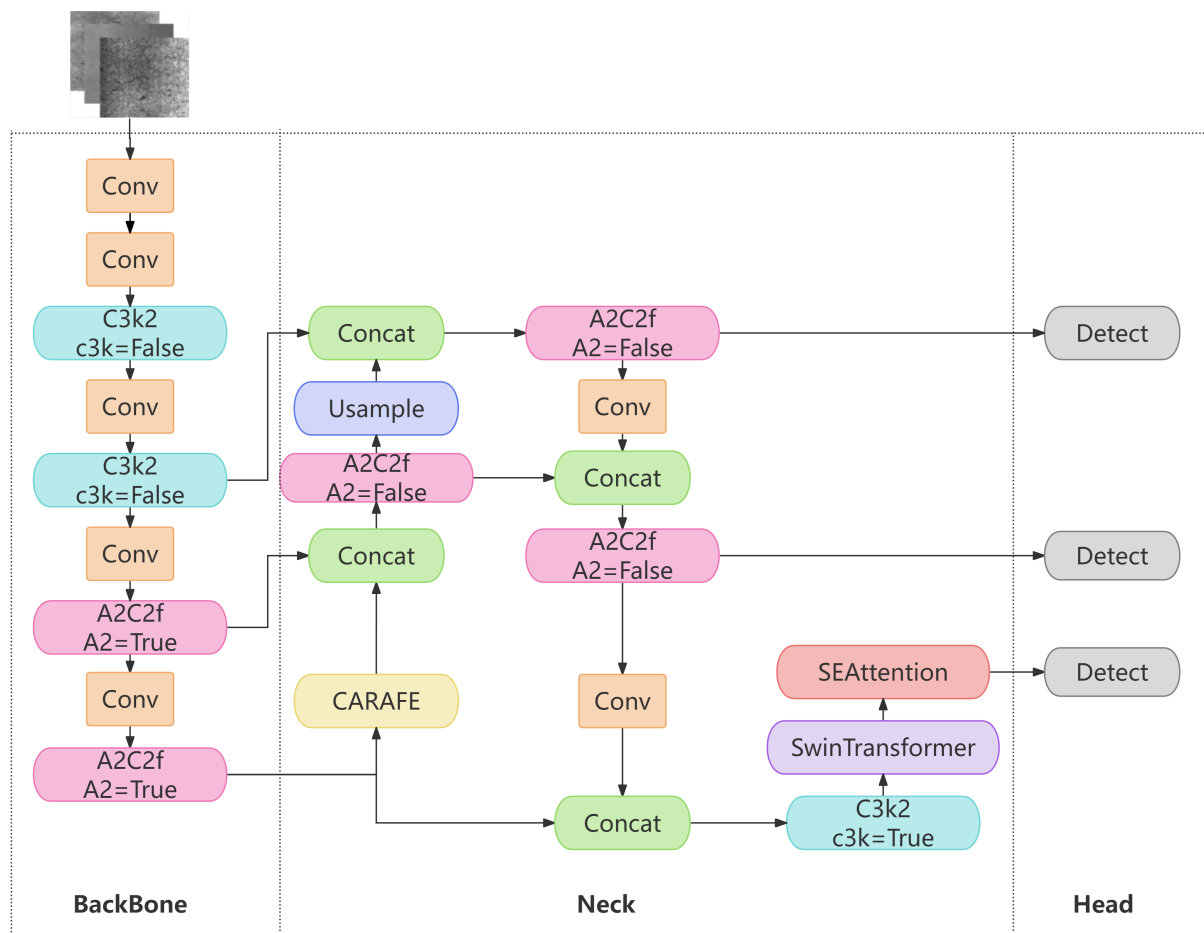 Conv
Conv
C3k2
c3k=False
Conv
C3k2
c3k=False
Conv
A2C2f
A2=True
Conv
A2C2f
A2=True
BackBone
Concat
Usample
A2C2f
A2=False
Concat
CARAFE
A2C2f
A2=False
Conv
Concat
A2C2f
A2=False
Conv
Concat
SEAttention
SwinTransformer
C3k2
c3k=True
Neck
Detect
Detect
Detect
Head